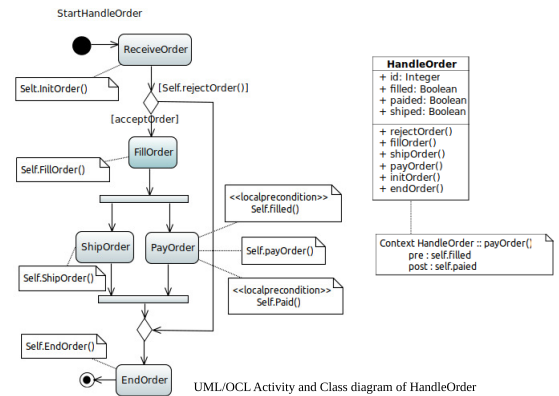 StartHandleOrder
ReceiveOrder
Selt.InitOrder()
[Self.rejectOrder()]
[acceptOrder]
FillOrder
Self.FillOrder()
<<localprecondition>>
Self.filled()
ShipOrder
PayOrder
Self.payOrder()
Self.ShipOrder()
<<localprecondition>>
Self.Paid()
Self.EndOrder()
EndOrder
HandleOrder
+ id: Integer
+ filled: Boolean
+ paided: Boolean
+ shiped: Boolean
+ rejectOrder()
+ fillOrder()
+ shipOrder()
+ payOrder()
+ initOrder()
+ endOrder()
Context HandleOrder :: payOrder()
pre : self.filled
post : self.paied
UML/OCL Activity and Class diagram of HandleOrder